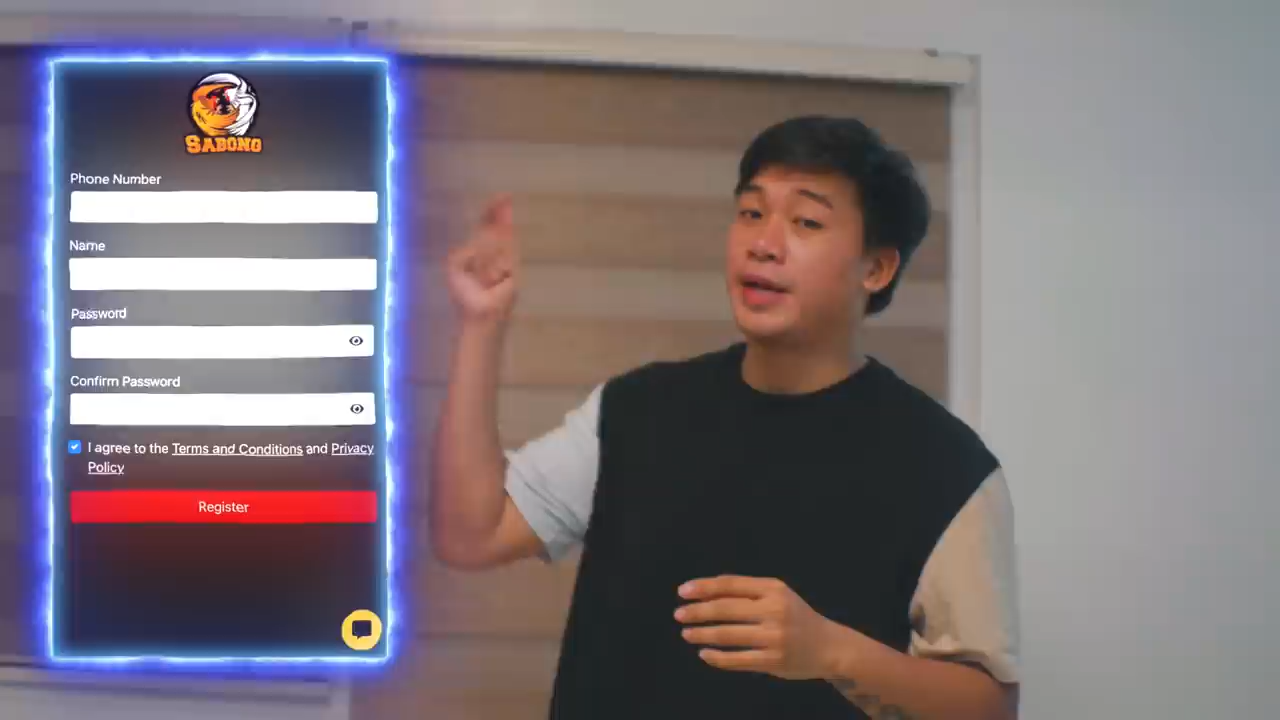 SABONG
Phone Number
Name
Password
Confirm Password
I agree to the Terms and Conditions and Privacy
Policy
Register